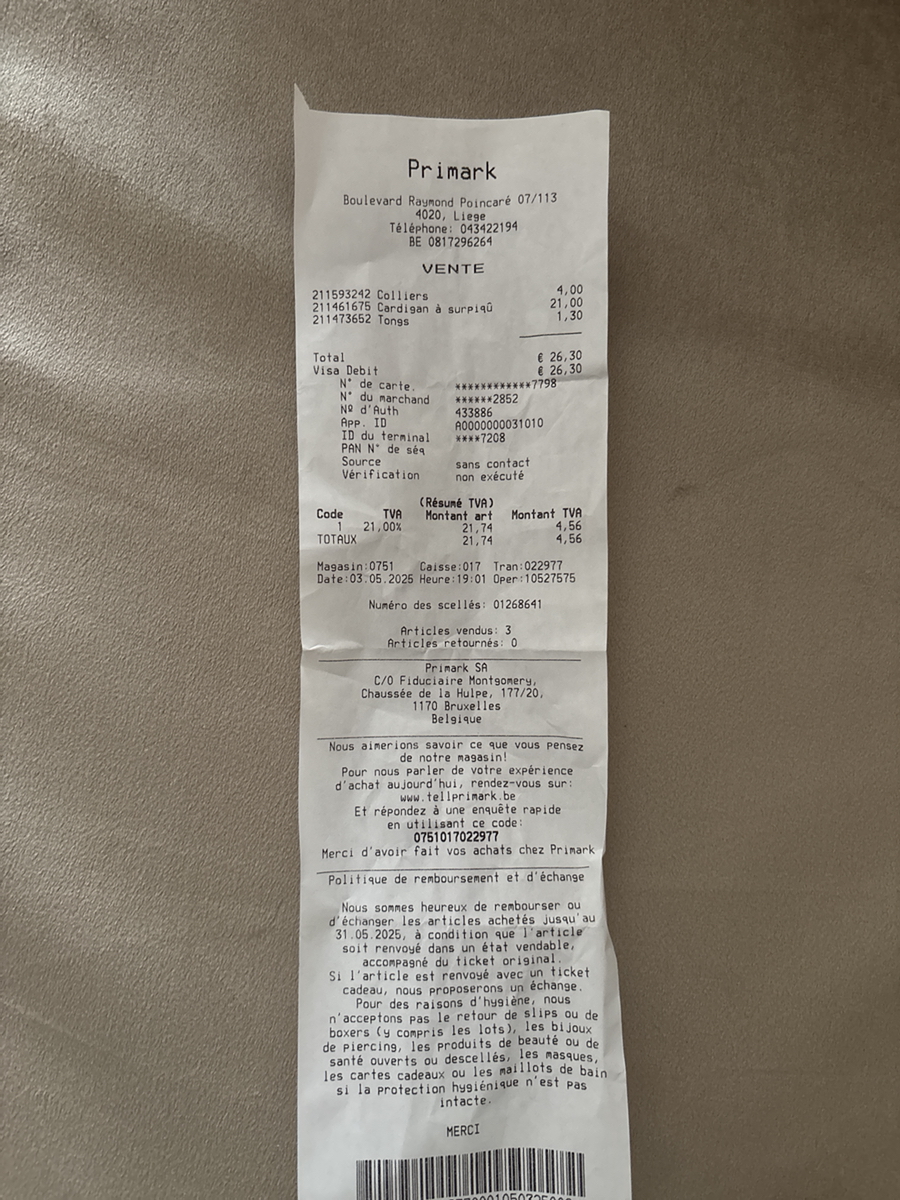 Primark
Boulevard Raymond Poincaré 07/113
4020, Liege
Téléphone: 043422194
BE 0817296264
VENTE
211593242 Colliers 4,00
211461675 Cardigan à surpiqû 21,00
211473652 Tongs 1,30
Total € 26,30
Visa Debit € 26,30
N° de carte. ************7798
N° du marchand ******2852
Nº d'Auth 433886
App. ID A0000000031010
ID du terminal ****7208
PAN N° de séq
Source sans contact
Vérification non exécuté
(Résumé TVA)
Code TVA Montant art Montant TVA
1 21,00% 21,74 4,56
TOTAUX 21,74 4,56
Magasin:0751 Caisse:017 Tran:022977
Date:03.05.2025 Heure:19:01 Oper:10527575
Numéro des scellés: 01268641
Articles vendus: 3
Articles retournés: 0
Primark SA
C/O Fiduciaire Montgomery,
Chaussée de la Hulpe, 177/20,
1170 Bruxelles
Belgique
Nous aimerions savoir ce que vous pensez
de notre magasin!
Pour nous parler de votre expérience
d'achat aujourd'hui, rendez-vous sur:
www.tellprimark.be
Et répondez à une enquête rapide
en utilisant ce code:
0751017022977
Merci d'avoir fait vos achats chez Primark
Politique de remboursement et d'échange
Nous sommes heureux de rembourser ou
d'échanger les articles achetés jusqu'au
31.05.2025, à condition que l'article
soit renvoyé dans un état vendable,
accompagné du ticket original.
Si l'article est renvoyé avec un ticket
cadeau, nous proposerons un échange.
Pour des raisons d'hygiène, nous
n'acceptons pas le retour de slips ou de
boxers (y compris les lots), les bijoux
de piercing, les produits de beauté ou de
santé ouverts ou descellés, les masques,
les cartes cadeaux ou les maillots de bain
si la protection hygiénique n'est pas
intacte.
MERCI